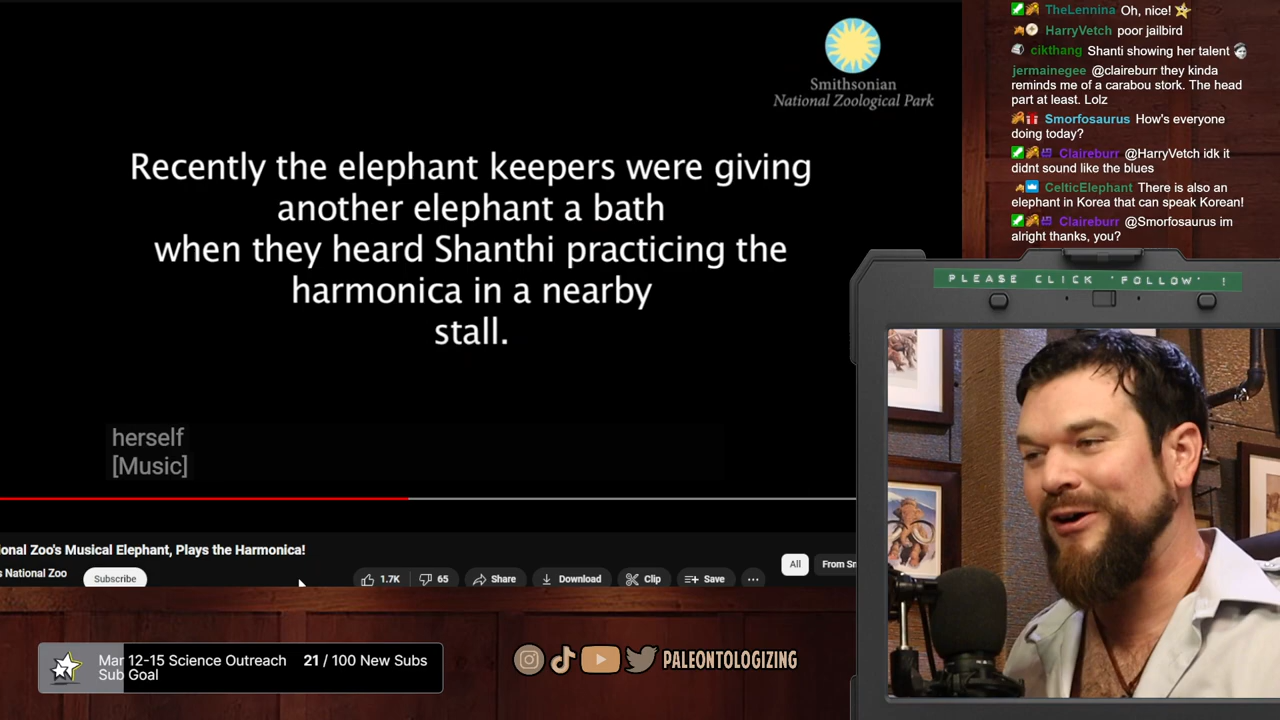 Smithsonian
National Zoological Park
Recently the elephant keepers were giving
another elephant a bath
when they heard Shanthi practicing the
harmonica in a nearby
stall.
herself
[Music]
ional Zoo's Musical Elephant, Plays the Harmonica!
s National Zoo
Subscribe
1.7K
65
Share
Download
Clip
Save
...
All
From Sm
Mar 12-15 Science Outreach
Sub Goal
21 / 100 New Subs
PALEONTOLOGIZING
TheLennina Oh, nice!
HarryVetch poor jailbird
cikthang Shanti showing her talent
jermainegee @claireburr they kinda
reminds me of a carabou stork. The head
part at least. Lolz
Smorfosaurus How's everyone
doing today?
Claireburr @HarryVetch idk it
didnt sound like the blues
CelticElephant There is also an
elephant in Korea that can speak Korean!
Claireburr @Smorfosaurus im
alright thanks, you?
PLEASE CLICK 'FOLLOW' !